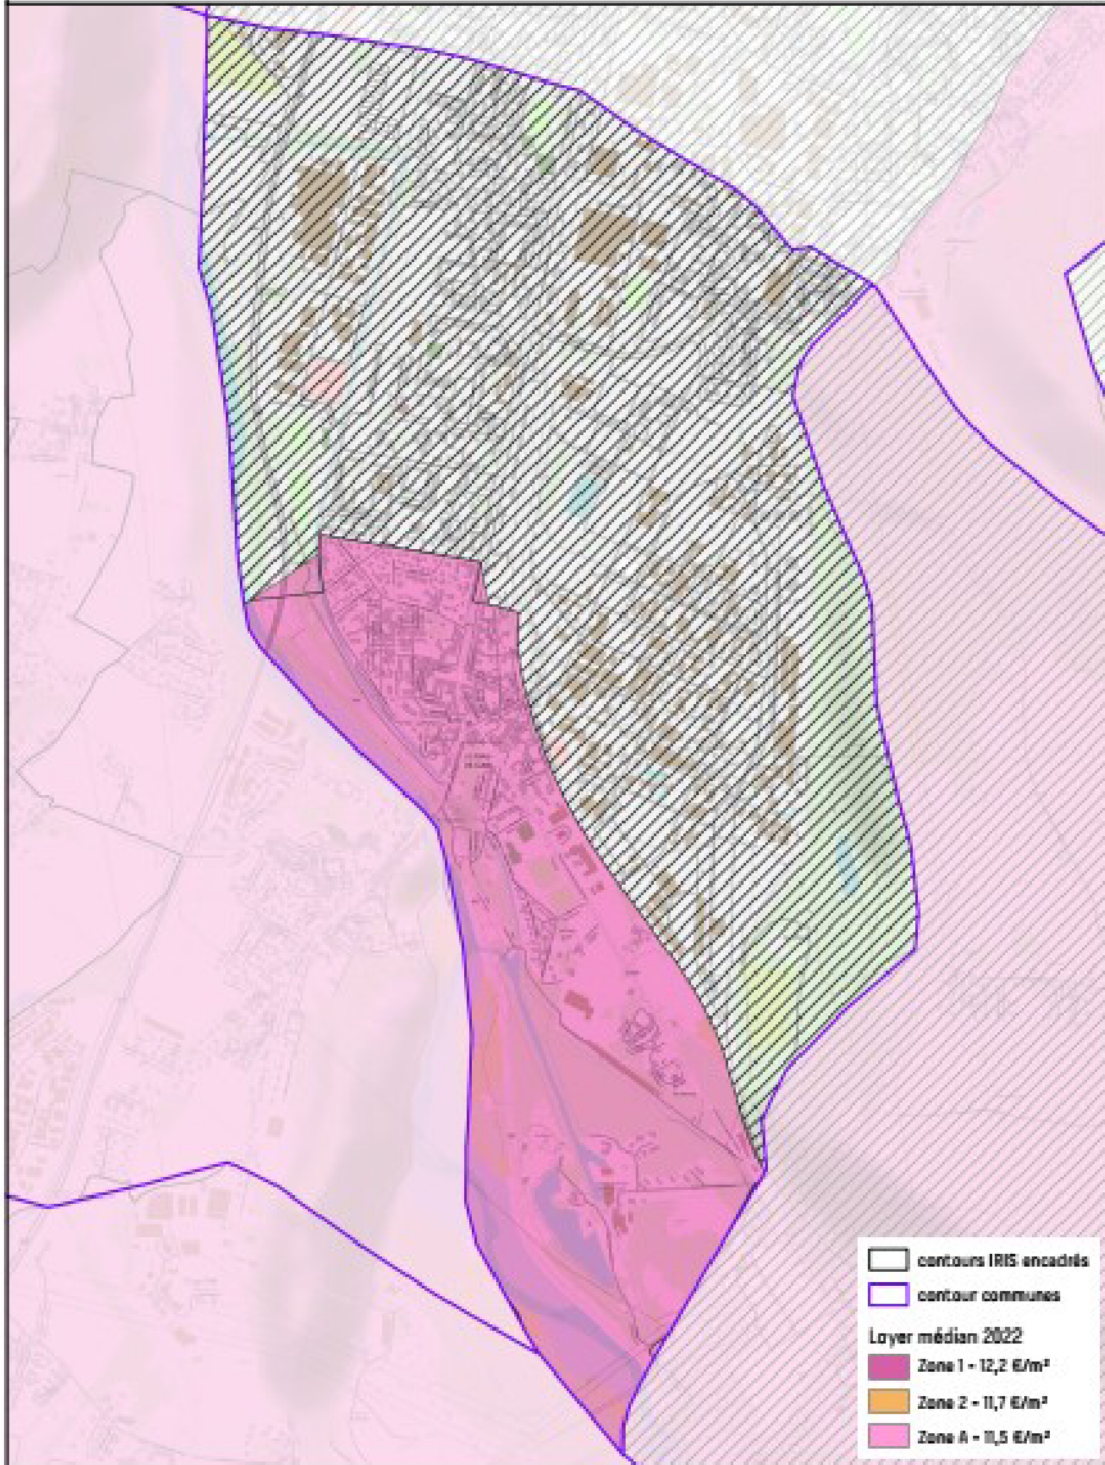 contours IRIS encadrés
contour communes
Loyer médian 2022
Zone 1 - 12,2 €/m²
Zone 2 - 11,7 €/m²
Zone A - 11,5 €/m²